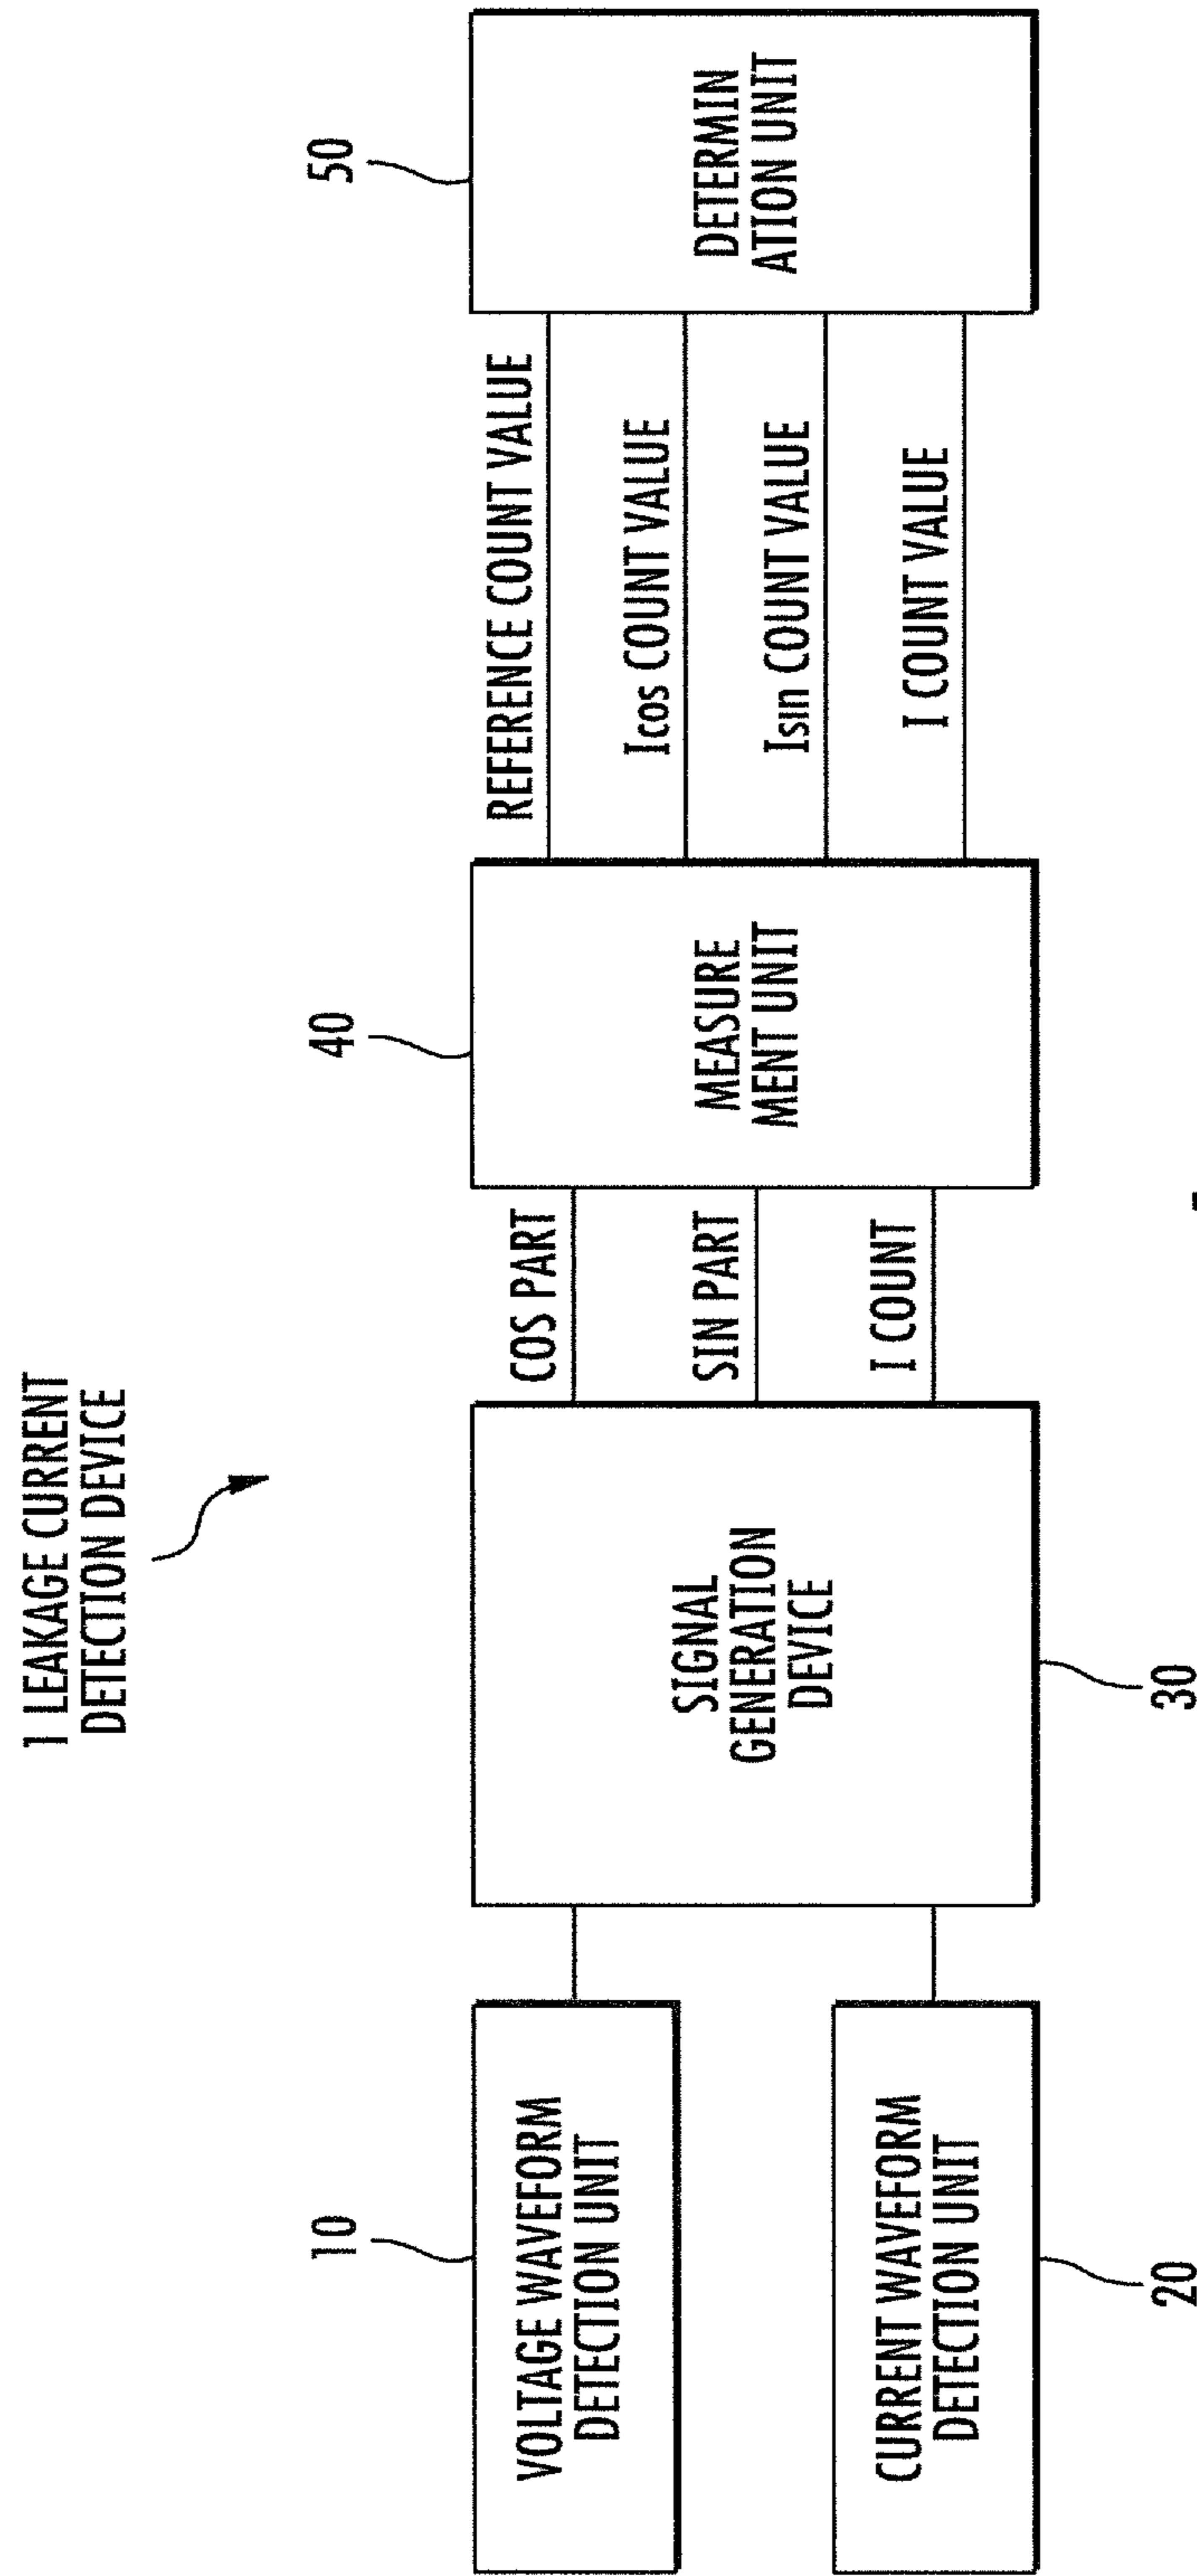 1 LEAKAGE CURRENT
DETECTION DEVICE
10
VOLTAGE WAVEFORM
DETECTION UNIT
20
CURRENT WAVEFORM
DETECTION UNIT
30
SIGNAL
GENERATION
DEVICE
COS PART
SIN PART
I COUNT
40
MEASURE
MENT UNIT
REFERENCE COUNT VALUE
Icos COUNT VALUE
Isin COUNT VALUE
I COUNT VALUE
50
DETERMIN
ATION UNIT